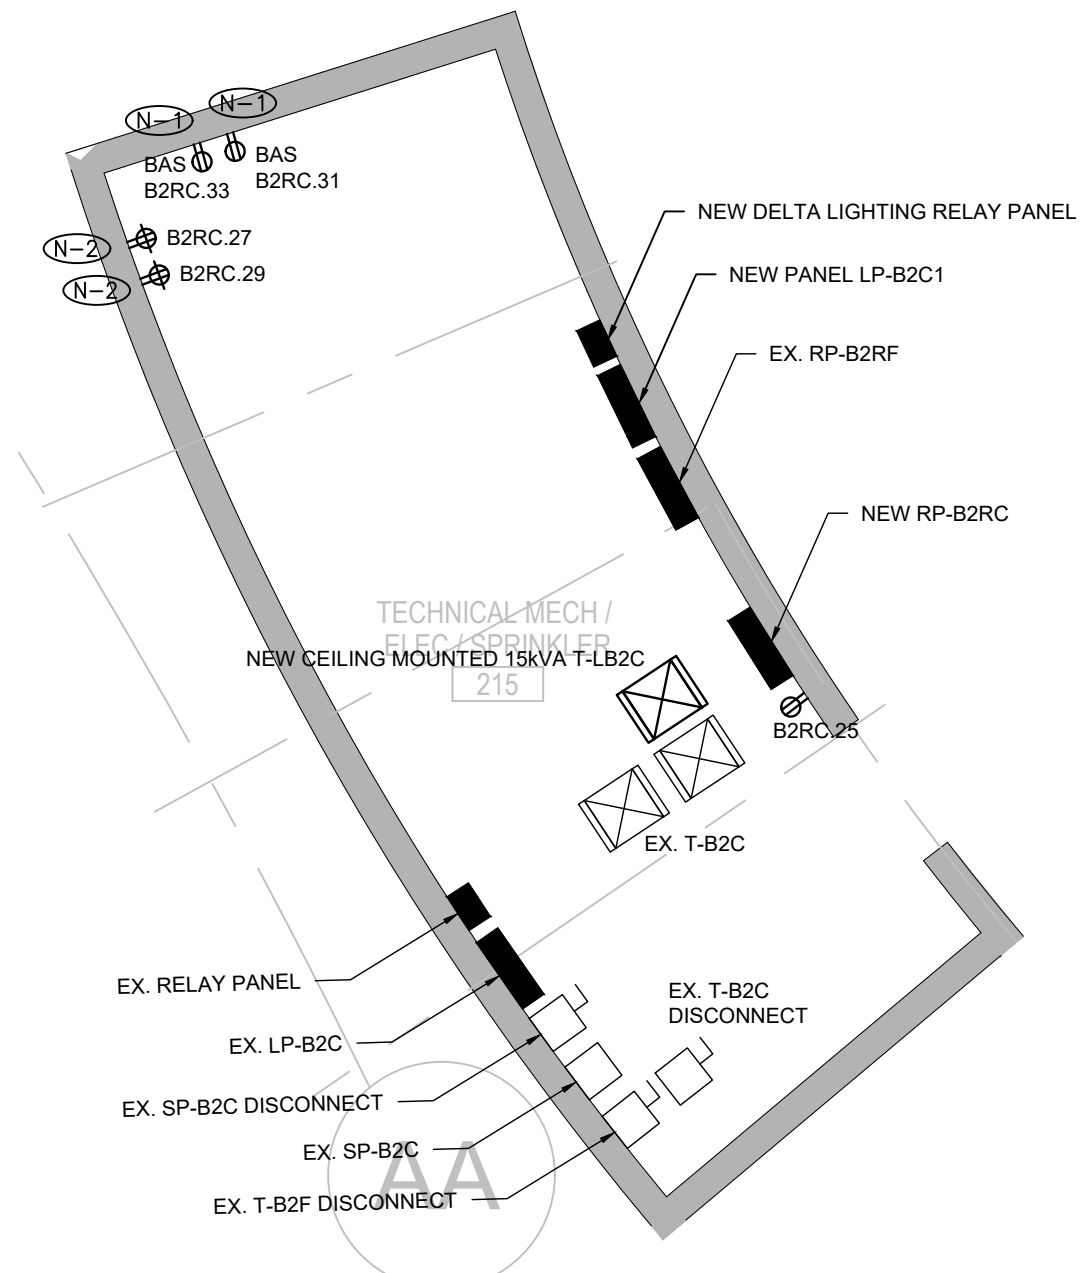 N-1
N-1
BAS
B2RC.33
BAS
B2RC.31
NEW DELTA LIGHTING RELAY PANEL
N-2
B2RC.27
N-2
B2RC.29
NEW PANEL LP-B2C1
EX. RP-B2RF
NEW RP-B2RC
TECHNICAL MECH /
ELEC / SPRINKLER
NEW CEILING MOUNTED 15kVA T-LB2C
215
B2RC.25
EX. T-B2C
EX. RELAY PANEL
EX. T-B2C
DISCONNECT
EX. LP-B2C
EX. SP-B2C DISCONNECT
EX. SP-B2C
AA
EX. T-B2F DISCONNECT